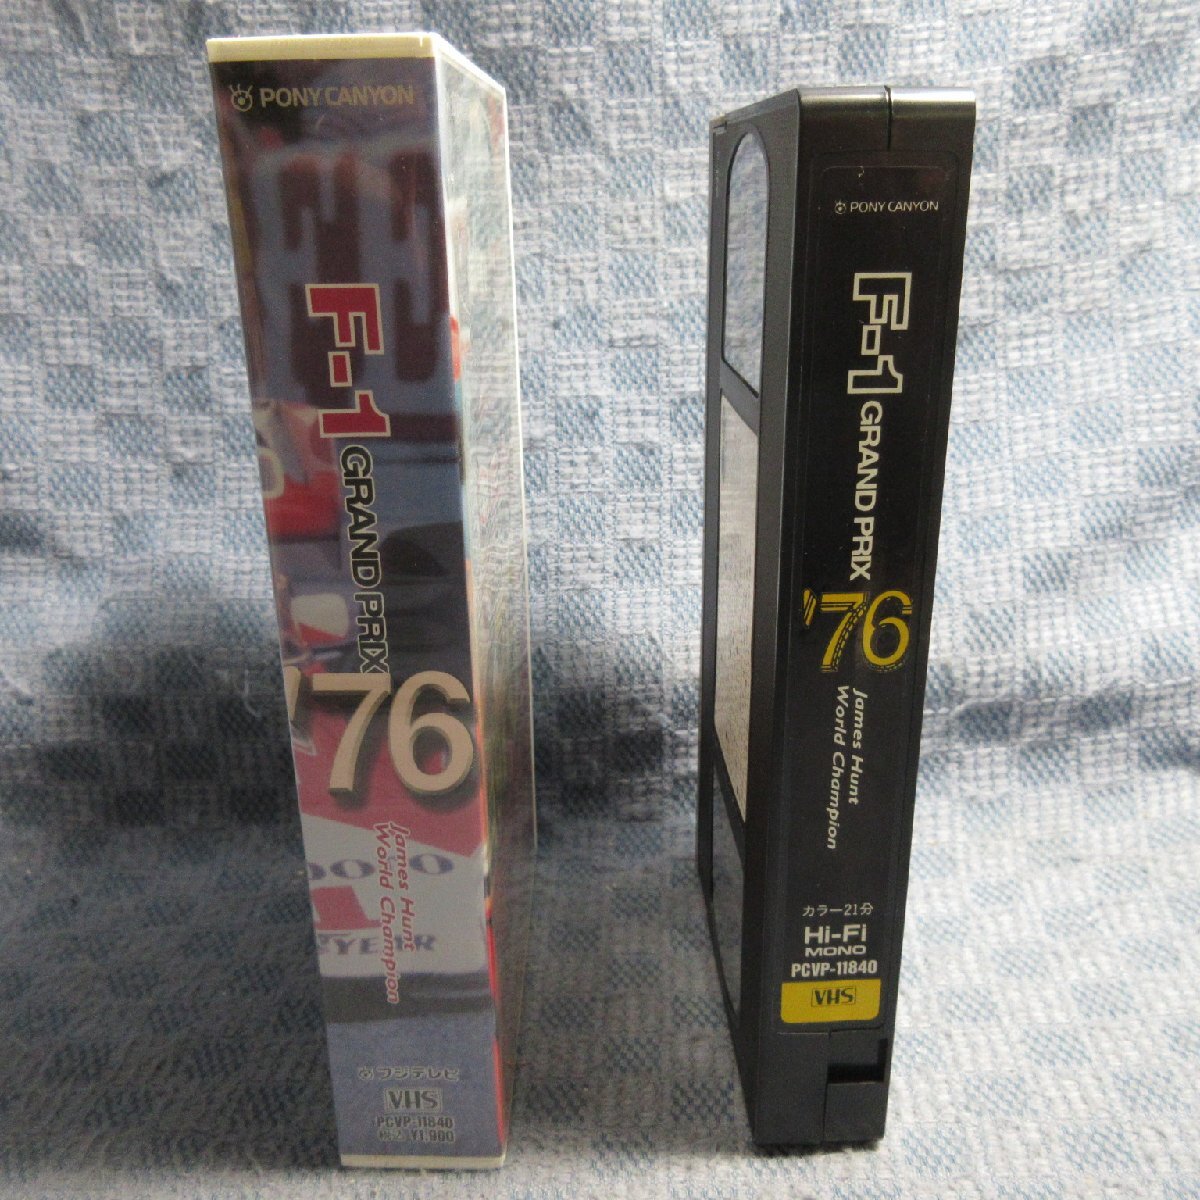 PONY CANYON
F-1
GRAND PRIX
'76
James Hunt
World Champion
フジテレビ
VHS
PCVP-11840
¥1,900
PONY CANYON
F-1
GRAND PRIX
'76
James Hunt
World Champion
カラー21分
Hi-Fi
MONO
PCVP-11840
VHS